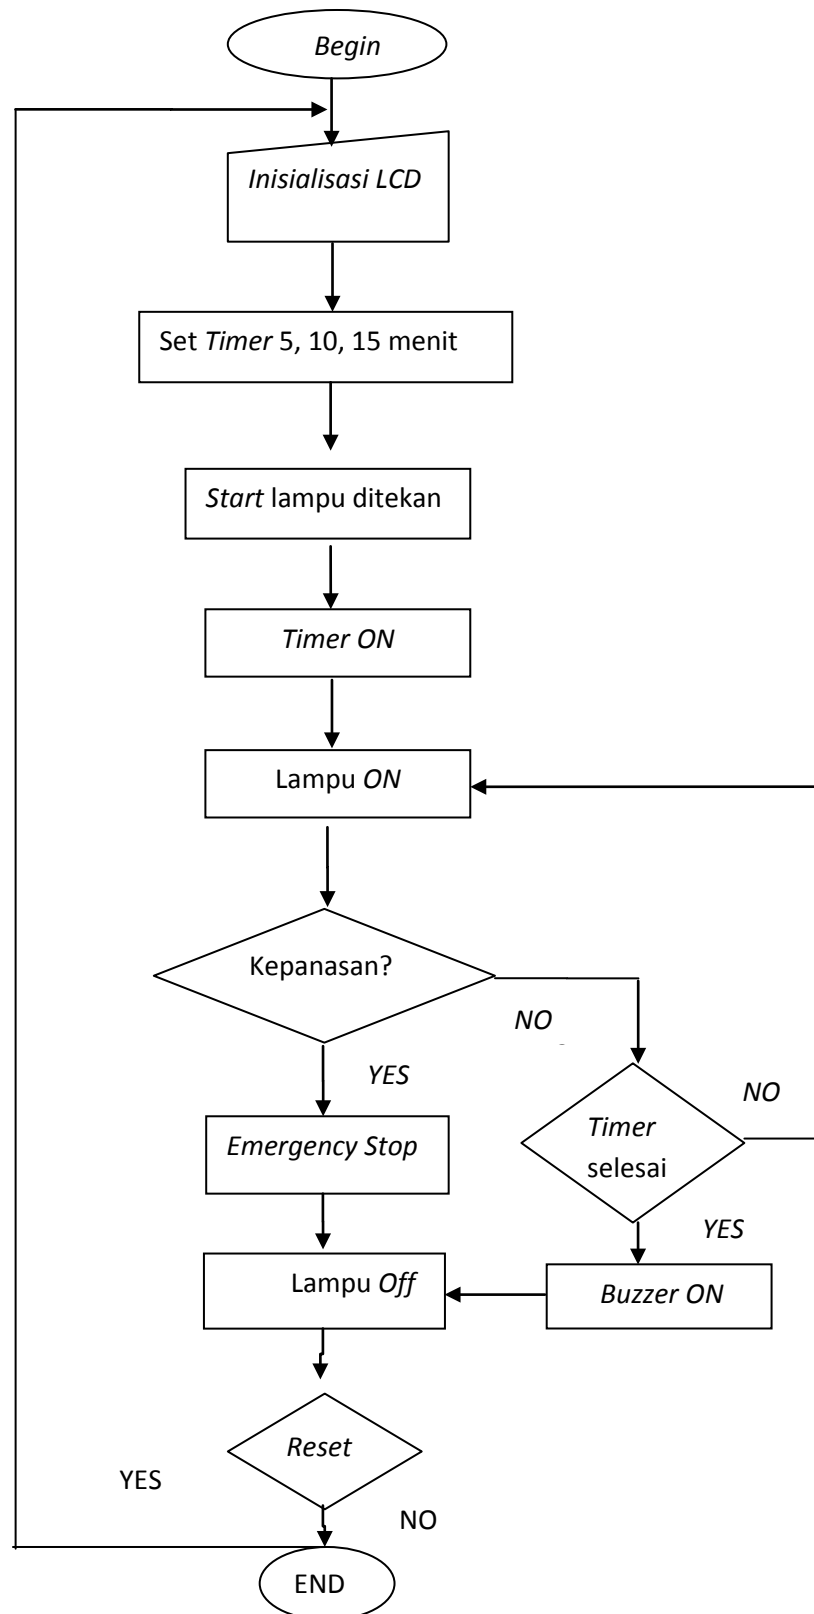 Begin
Inisialisasi LCD
Set Timer 5, 10, 15 menit
Start lampu ditekan
Timer ON
Lampu ON
Kepanasan?
NO
YES
NO
Timer
selesai
Emergency Stop
YES
Lampu Off
Buzzer ON
Reset
YES
NO
END